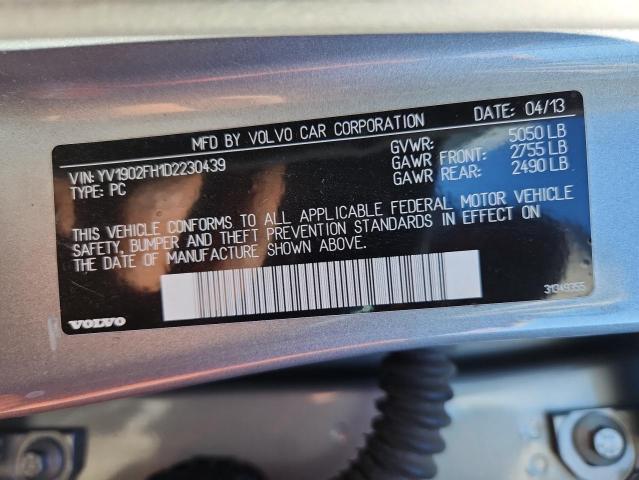 MFD BY VOLVO CAR CORPORATION DATE: 04/13
VIN: YV1902FH1D2230439 GVWR: 5050 LB
TYPE: PC GAWR FRONT: 2755 LB
GAWR REAR: 2490 LB
THIS VEHICLE CONFORMS TO ALL APPLICABLE FEDERAL MOTOR VEHICLE
SAFETY, BUMPER AND THEFT PREVENTION STANDARDS IN EFFECT ON
THE DATE OF MANUFACTURE SHOWN ABOVE.
31349355
VOLVO